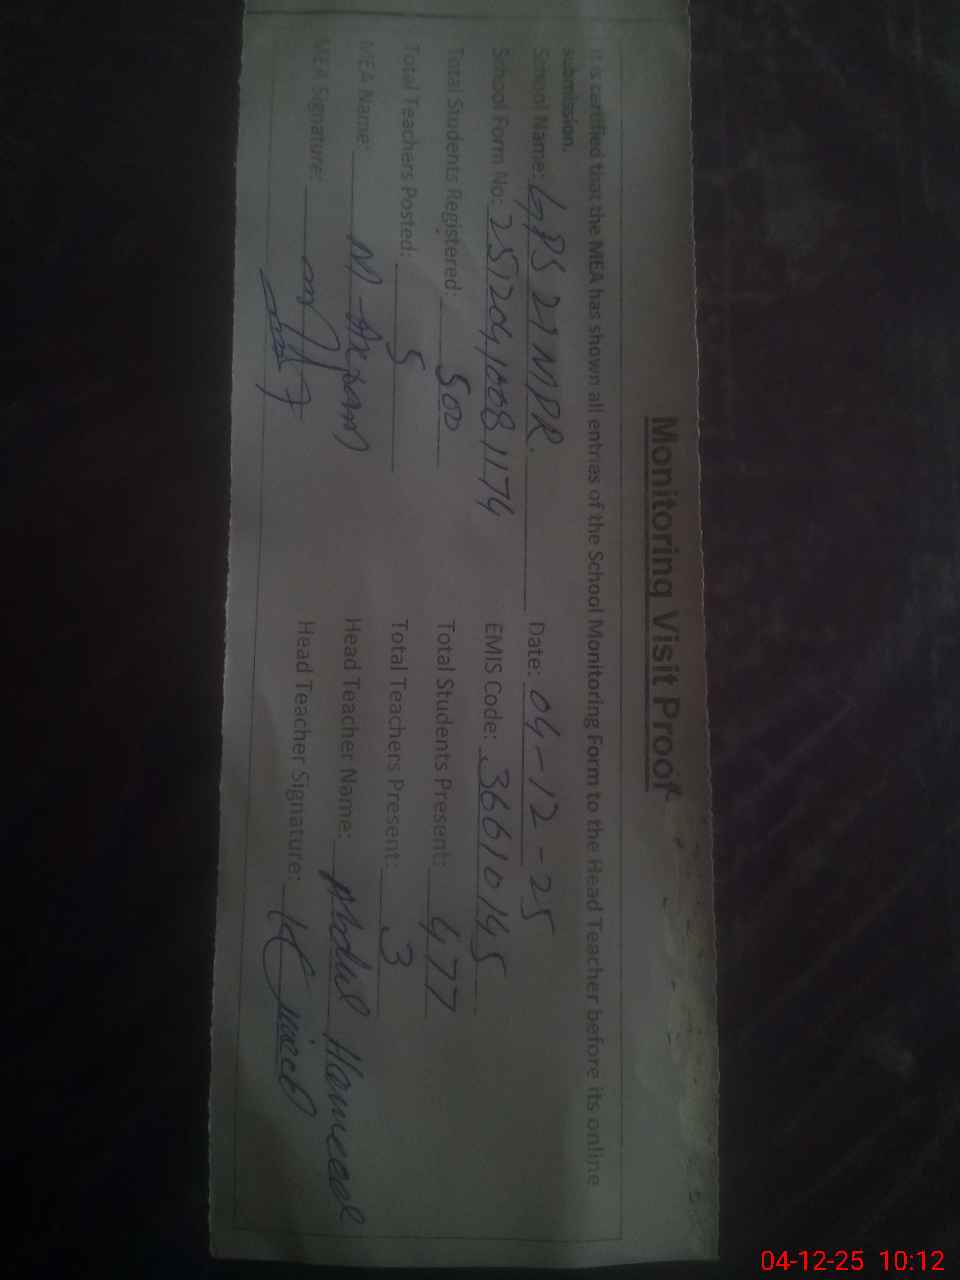 Monitoring Visit Proof
It is certified that the MEA has shown all entries of the School Monitoring Form to the Head Teacher before its online
submission.
School Name: GPS 27 MPR. Date: 04-12-25
School Form No: 25120410081174 EMIS Code: 36610145
Total Students Registered: 500 Total Students Present: 477
Total Teachers Posted: 5 Total Teachers Present: 3
MEA Name: M-Akram Head Teacher Name: Abdul Hameed
MEA Signature: Head Teacher Signature:
04-12-25 10:12